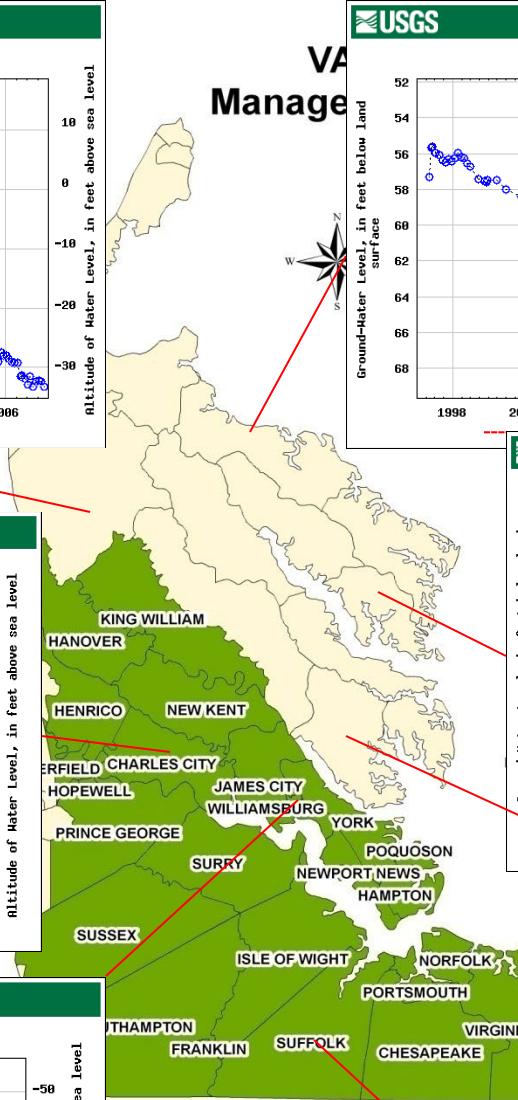 USGS
VA
Manage
Altitude of Water Level, in feet above sea level
10
0
-10
-20
-30
006
Ground-Water Level, in feet below land
surface
52
54
56
58
60
62
64
66
68
1998
N
W
S
Altitude of Water Level, in feet above sea level
KING WILLIAM
HANOVER
HENRICO
NEW KENT
ERFIELD
CHARLES CITY
HOPEWELL
JAMES CITY
WILLIAMSBURG
YORK
PRINCE GEORGE
POQUOSON
SURRY
NEWPORT NEWS
HAMPTON
SUSSEX
ISLE OF WIGHT
NORFOLK
PORTSMOUTH
UTHAMPTON
VIRGINI
FRANKLIN
SUFFOLK
CHESAPEAKE
-50
ea level